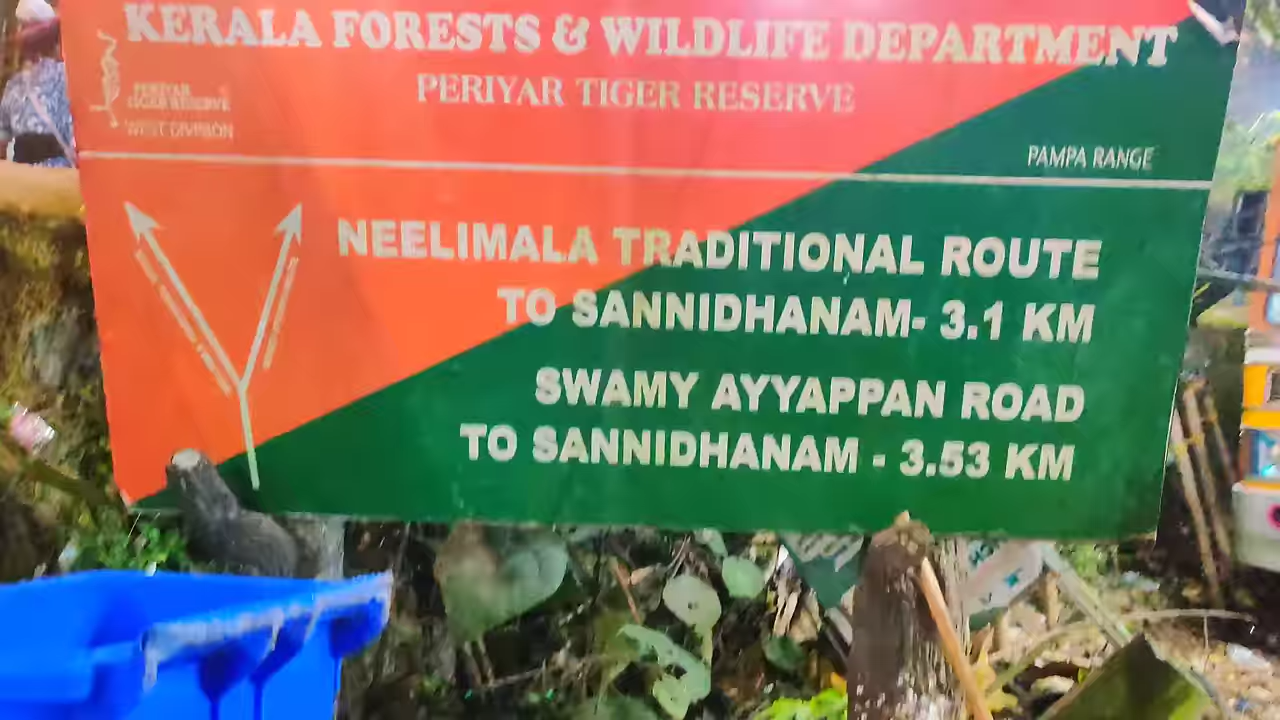 KERALA FORESTS & WILDLIFE DEPARTMENT
PERIYAR TIGER RESERVE
PERIYAR
TIGER RESERVE
WEST DIVISION
PAMPA RANGE
NEELIMALA TRADITIONAL ROUTE
TO SANNIDHANAM- 3.1 KM
SWAMY AYYAPPAN ROAD
TO SANNIDHANAM - 3.53 KM